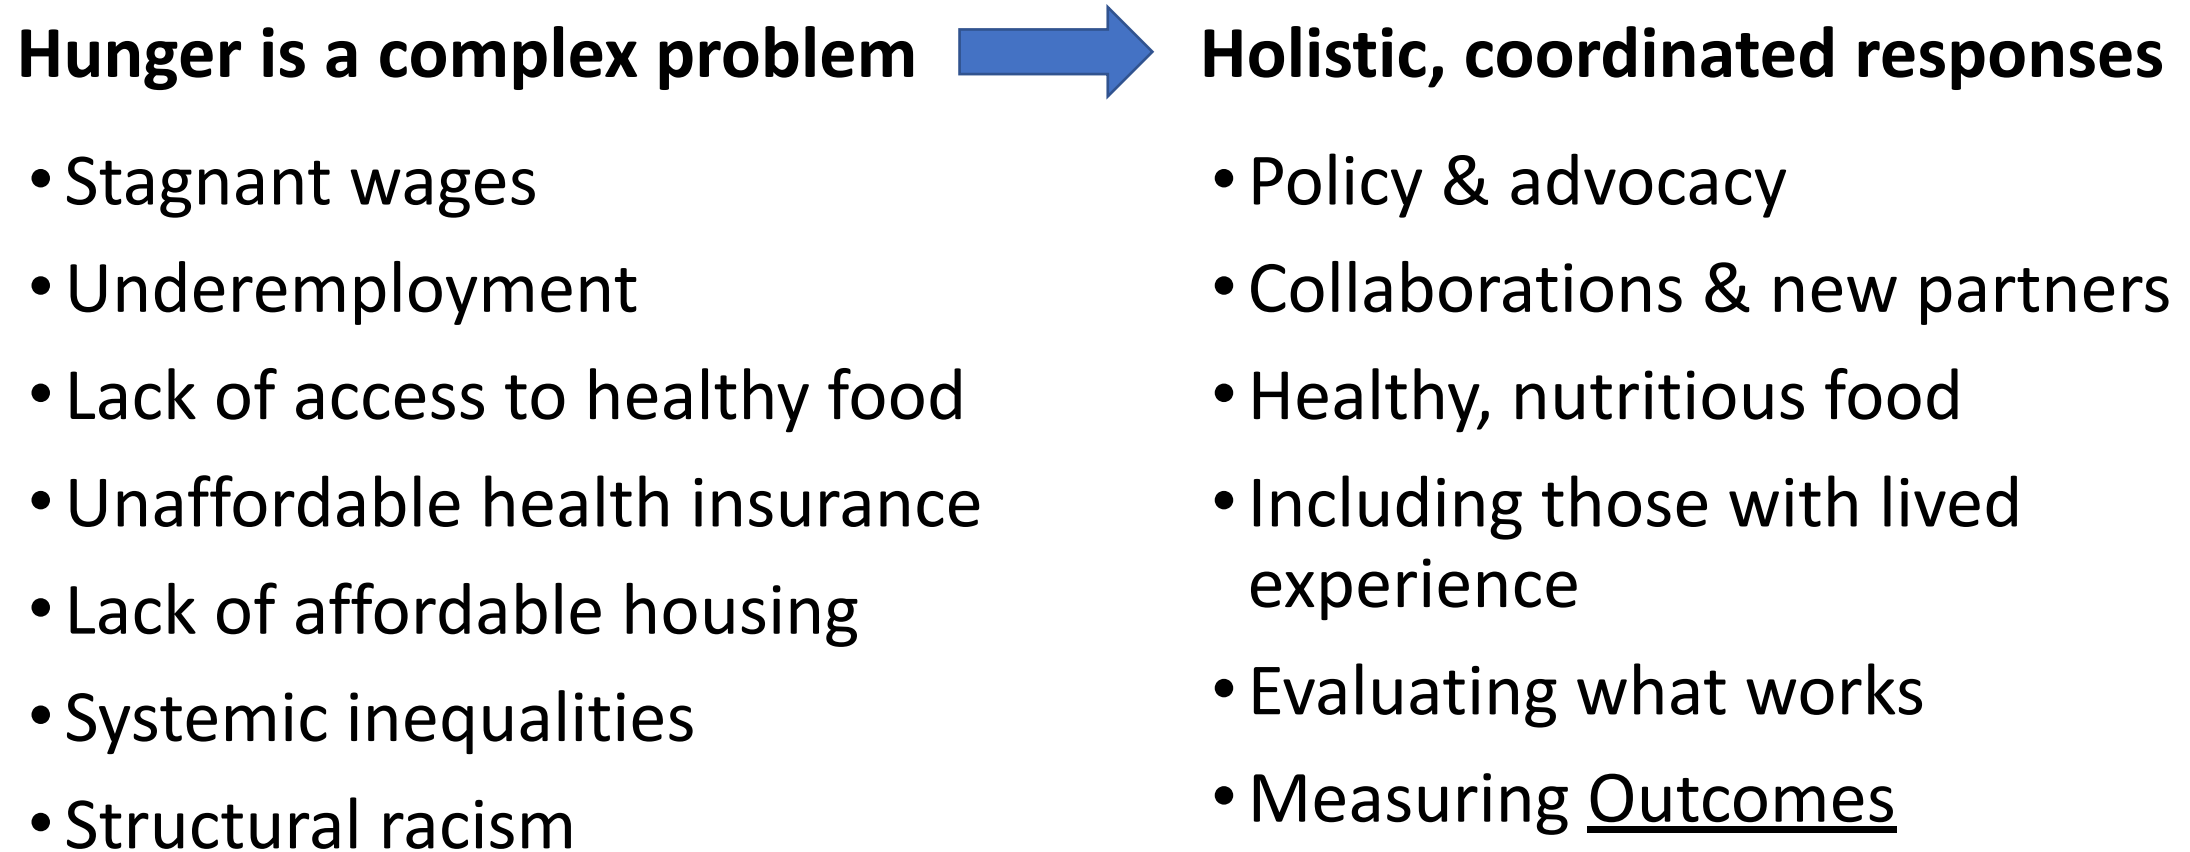 Hunger is a complex problem
• Stagnant wages
• Underemployment
• Lack of access to healthy food
• Unaffordable health insurance
• Lack of affordable housing
• Systemic inequalities
• Structural racism
Holistic, coordinated responses
• Policy & advocacy
• Collaborations & new partners
• Healthy, nutritious food
• Including those with lived
experience
• Evaluating what works
• Measuring Outcomes